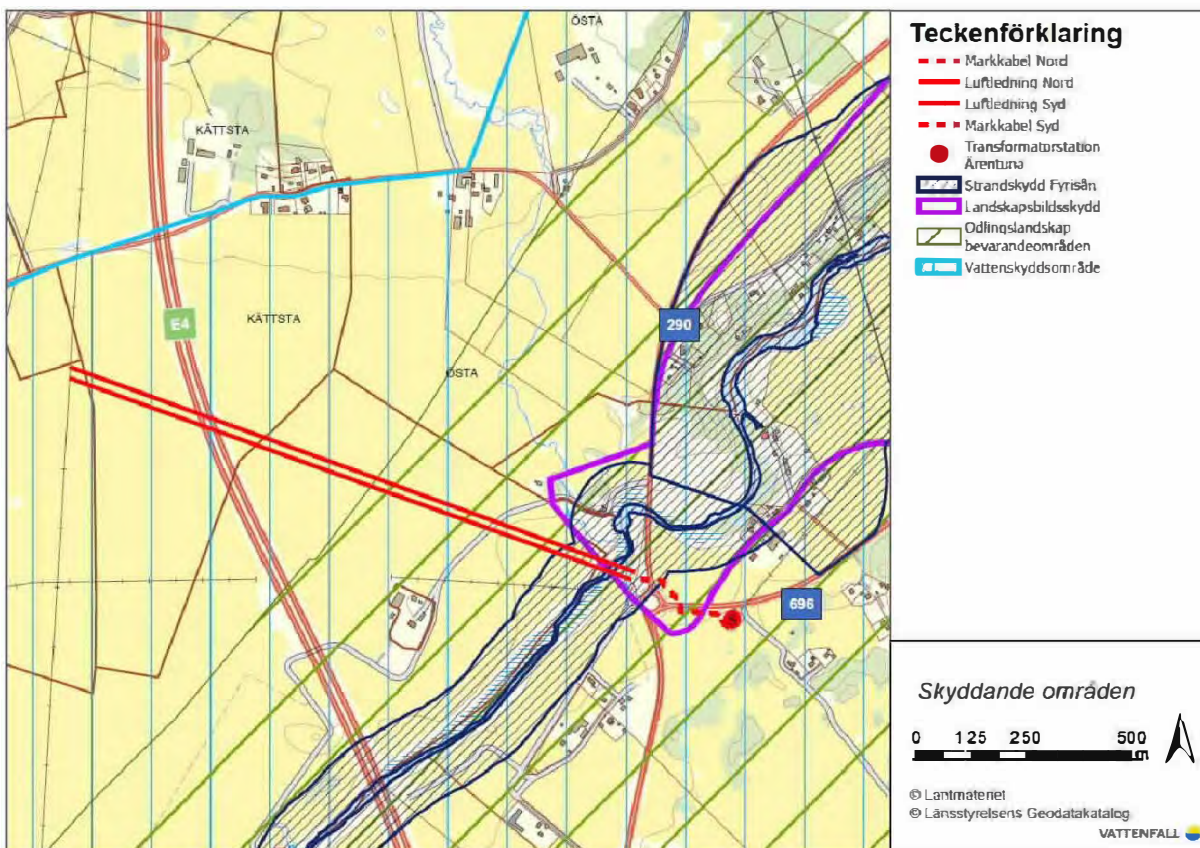 ÖSTA
KÄTTSTA
E4
KÄTTSTA
290
ÖSTA
696
Teckenförklaring
Markkabel Nord
Luftledning Nord
Luftledning Syd
Markkabel Syd
Transformatorstation
Ärentuna
Strandskydd Fyrisån
Landskapsbildsskydd
Odlingslandskap
bevarandeområden
Vattenskyddsområde
Skyddande områden
0 125 250 500
m
© Lantmäteriet
© Länsstyrelsens Geodatakatalog
VATTENFALL